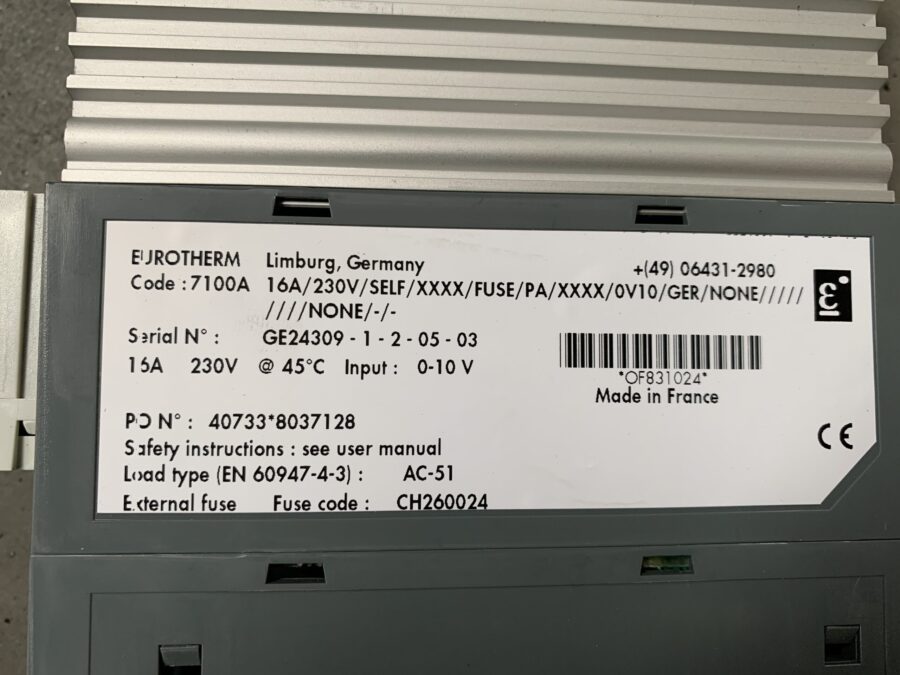 EUROTHERM Limburg, Germany +(49) 06431-2980
Code : 7100A 16A/230V/SELF/XXXX/FUSE/PA/XXXX/0V10/GER/NONE/////
////NONE/-/-
Serial N° : GE24309 - 1 - 2 - 05 - 03
16A 230V @ 45°C Input : 0-10 V
*OF831024*
Made in France
PO N° : 40733*8037128
Safety instructions : see user manual
Load type (EN 60947-4-3) : AC-51
External fuse Fuse code : CH260024
CE